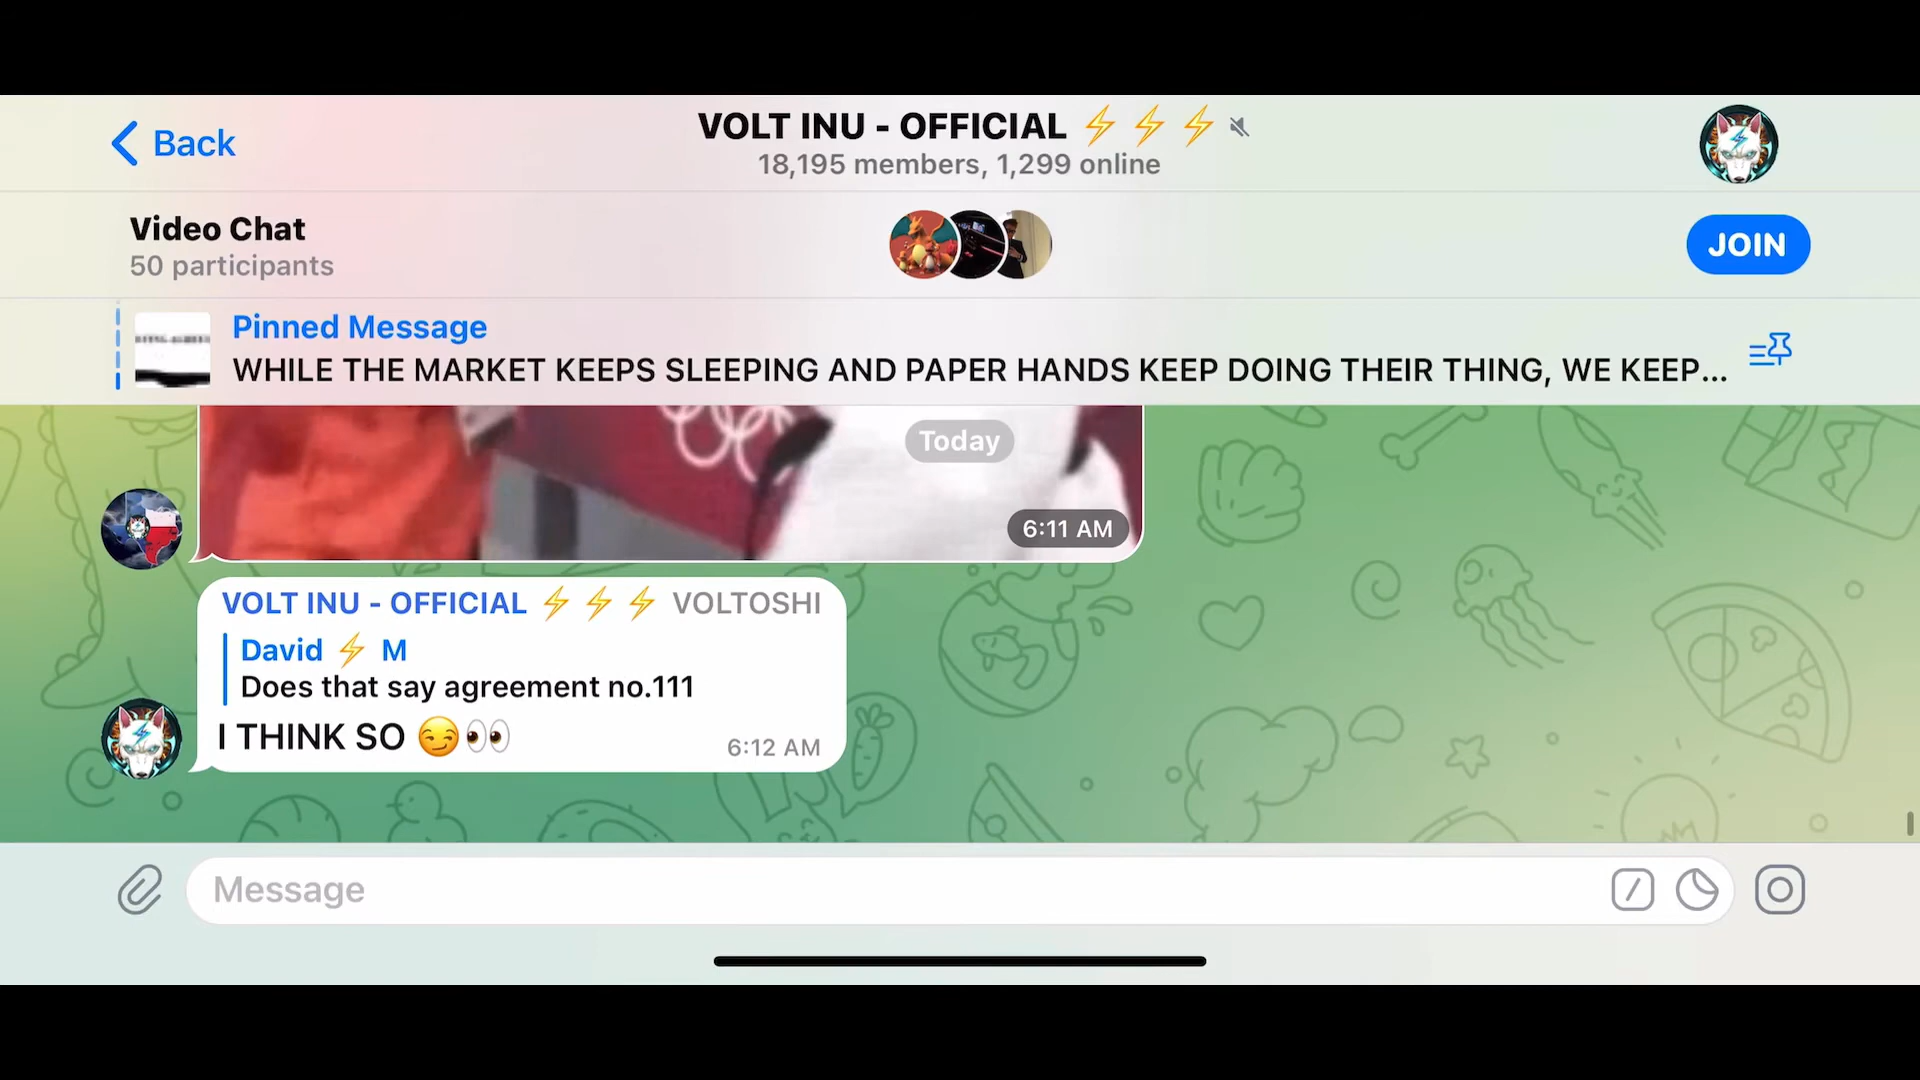 Back
VOLT INU - OFFICIAL ⚡ ⚡ ⚡
18,195 members, 1,299 online
Video Chat
50 participants
JOIN
Pinned Message
WHILE THE MARKET KEEPS SLEEPING AND PAPER HANDS KEEP DOING THEIR THING, WE KEEP...
Today
6:11 AM
VOLT INU - OFFICIAL ⚡ ⚡ ⚡ VOLTOSHI
David ⚡ M
Does that say agreement no.111
I THINK SO 😏👀
6:12 AM
Message